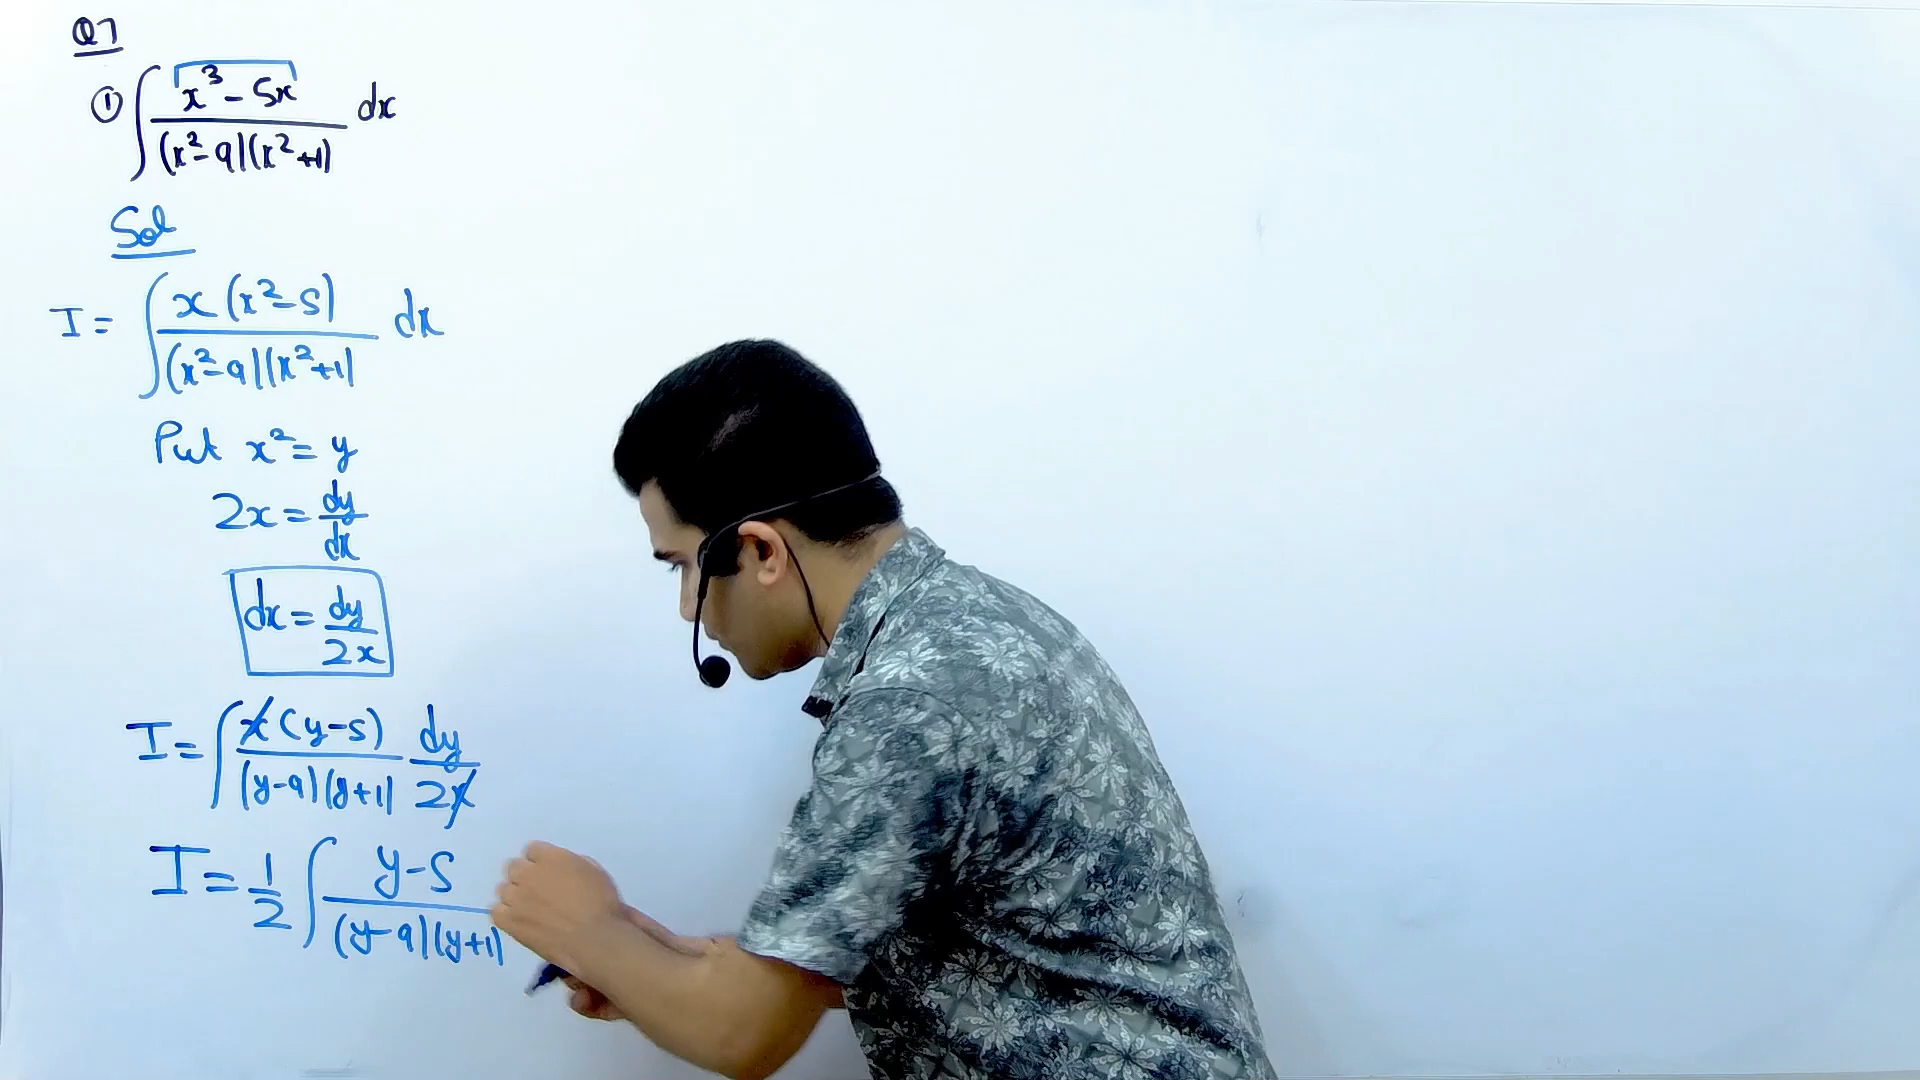 Q7
① ∫ x³ - 5x / (x² - 9)(x² + 1) dx
Sol
I = ∫ x (x² - 5) / (x² - 9)(x² + 1) dx
Put x² = y
2x = dy/dx
dx = dy/2x
I = ∫ x (y - 5) / (y - 9)(y + 1) dy/2x
I = 1/2 ∫ y - 5 / (y - 9)(y + 1)